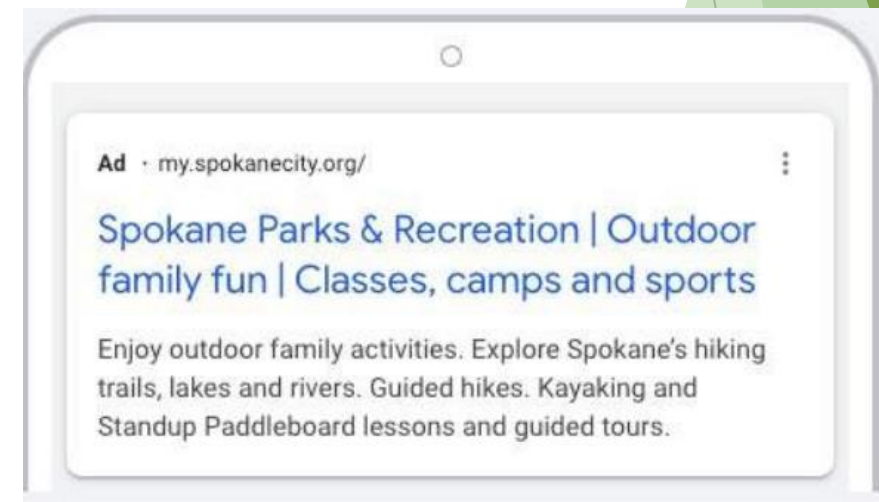 Ad · my.spokanecity.org/
Spokane Parks & Recreation | Outdoor
family fun | Classes, camps and sports
Enjoy outdoor family activities. Explore Spokane's hiking
trails, lakes and rivers. Guided hikes. Kayaking and
Standup Paddleboard lessons and guided tours.